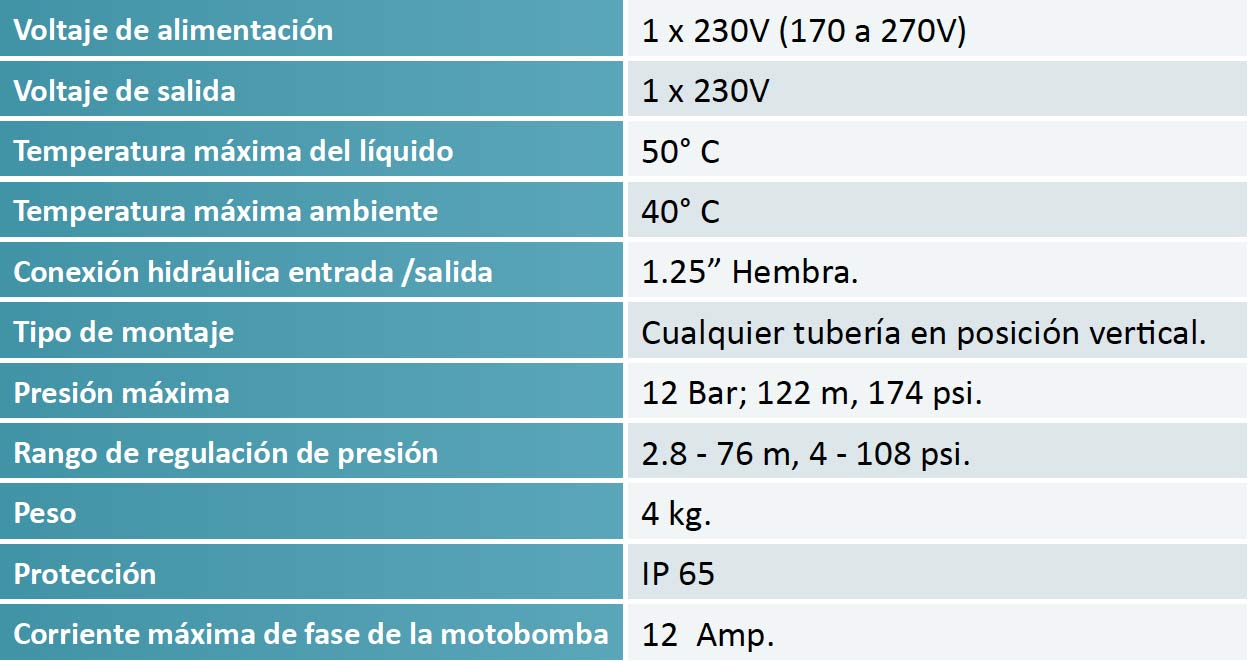 Voltaje de alimentación 1 x 230V (170 a 270V)
Voltaje de salida 1 x 230V
Temperatura máxima del líquido 50° C
Temperatura máxima ambiente 40° C
Conexión hidráulica entrada /salida 1.25” Hembra.
Tipo de montaje Cualquier tubería en posición vertical.
Presión máxima 12 Bar; 122 m, 174 psi.
Rango de regulación de presión 2.8 - 76 m, 4 - 108 psi.
Peso 4 kg.
Protección IP 65
Corriente máxima de fase de la motobomba 12 Amp.